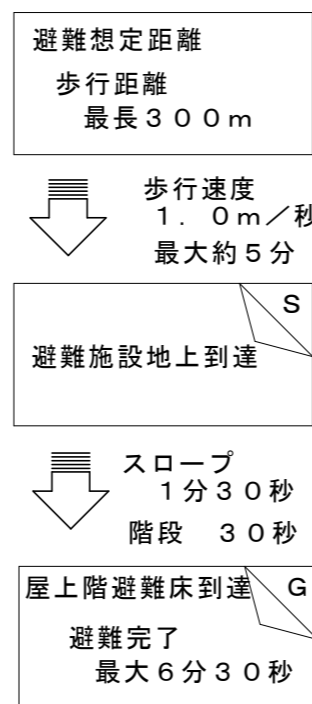 避難想定距離
歩行距離
最長３００ｍ
歩行速度
１．０ｍ／秒
最大約５分
S
避難施設地上到達
スロープ
１分３０秒
階段　３０秒
屋上階避難床到達
G
避難完了
最大６分３０秒